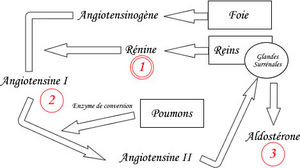 Angiotensinogène
Foie
Rénine
Reins
1
Glandes
Surrénales
Angiotensine I
2
Enzyme de conversion
Poumons
Aldostérone
3
Angiotensine II